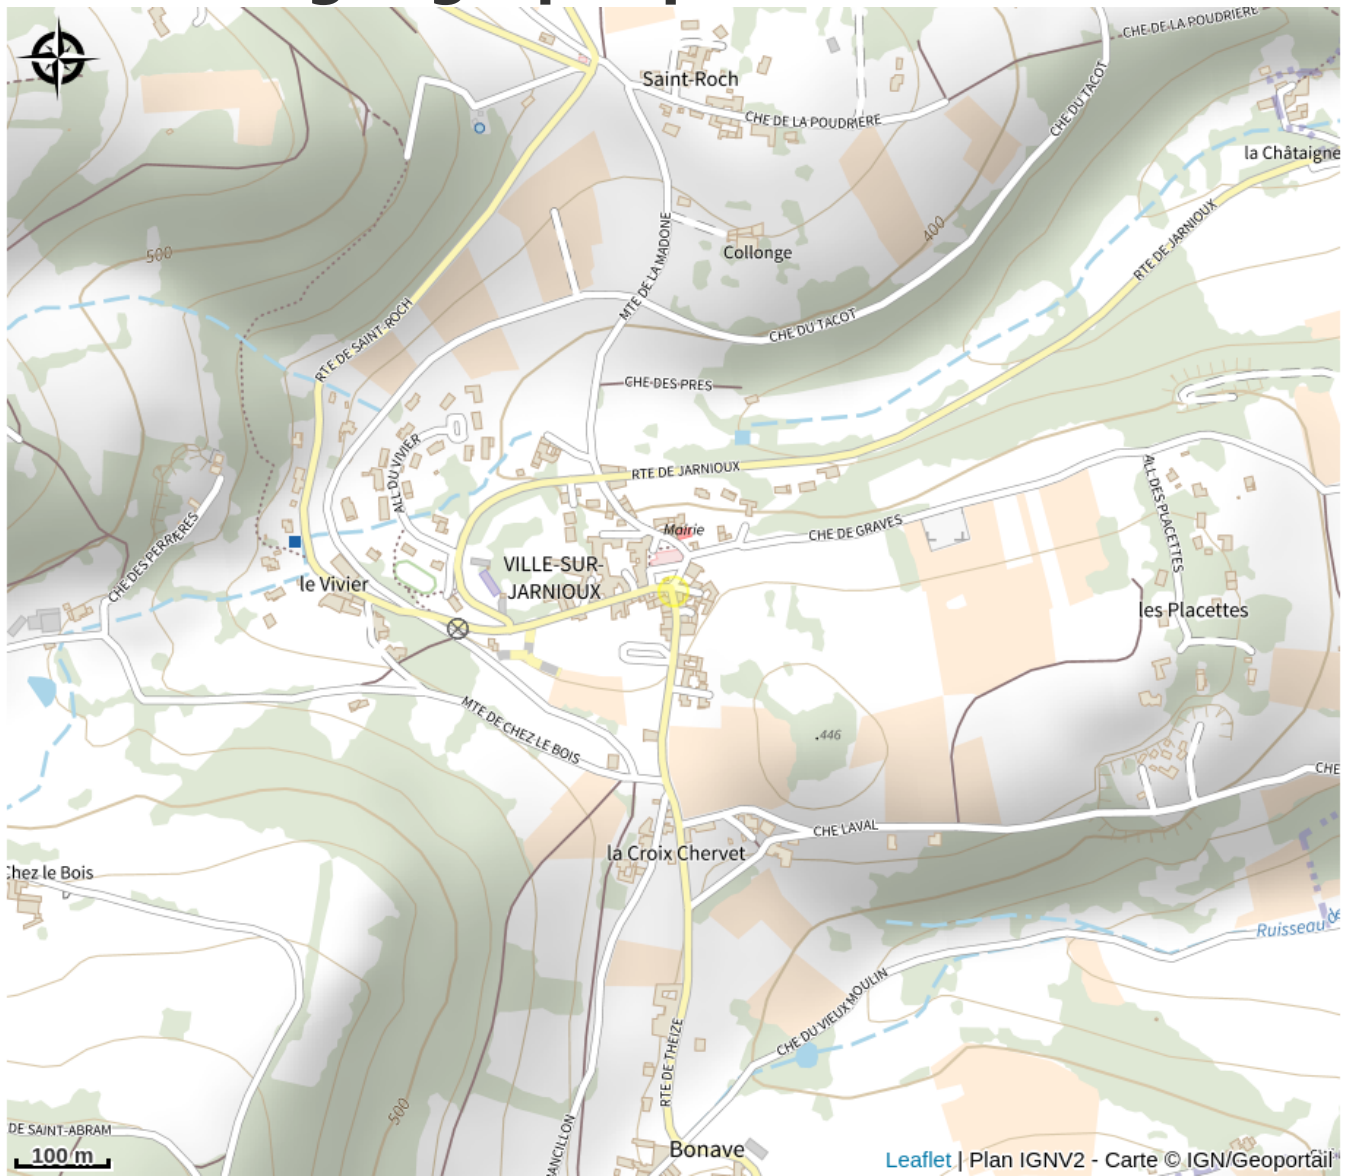 CHE DE LA POUDRIERE
Saint-Roch
CHE DU TACOT
CHE DE LA POUDRIERE
la Châtaigne
400
500
MTE DE LA MADONE
Collonge
RTE DE JARNIOUX
RTE DE SAINT-ROCH
CHE DU TACOT
CHE DES PRES
ALL DU VIVIER
RTE DE JARNIOUX
ALL DES PLACETTES
CHE DES PERRIERES
Mairie
CHE DE GRAVES
le Vivier
VILLE-SUR-
JARNIOUX
les Placettes
MTE DE CHEZ LE BOIS
.446
CHE
CHE LAVAL
la Croix Chervet
Chez le Bois
Ruisseau de
CHE DU VIEUX MOULIN
RTE DE THEIZE
500
DE SAINT-ABRAM
ANCILLON
Bonave
100 m
Leaflet | Plan IGNV2 - Carte © IGN/Geoportail